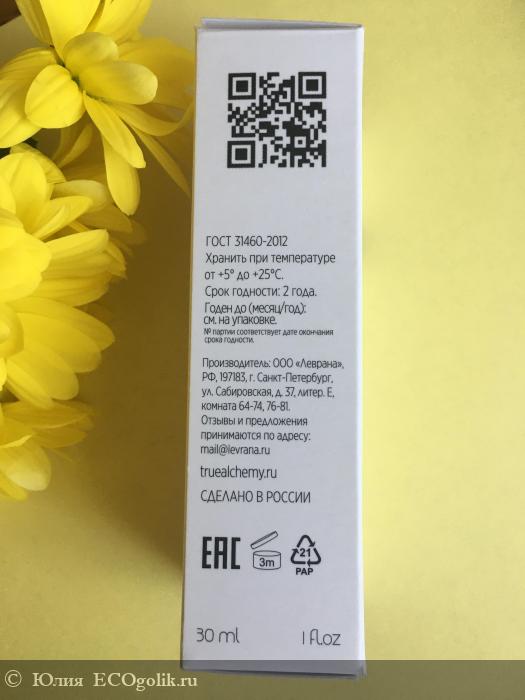 ГОСТ 31460-2012
Хранить при температуре
от +5° до +25°С.
Срок годности: 2 года.
Годен до (месяц/год):
см. на упаковке.
№ партии соответствует дате окончания
срока годности.
Производитель: ООО «Леврана»,
РФ, 197183, г. Санкт-Петербург,
ул. Сабировская, д. 37, литер. Е,
комната 64-74, 76-81.
Отзывы и предложения
принимаются по адресу:
mail@levrana.ru
truealchemy.ru
СДЕЛАНО В РОССИИ
EAC 3m 21
PAP
30 ml 1 fl.oz
© Юлия ECOgolik.ru